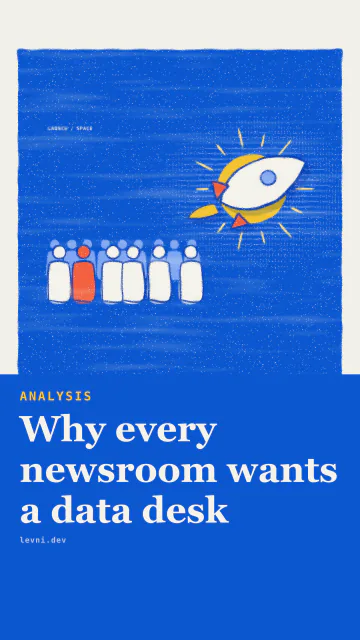 LAUNCH / SPACE
ANALYSIS
Why every
newsroom wants
a data desk
levni.dev